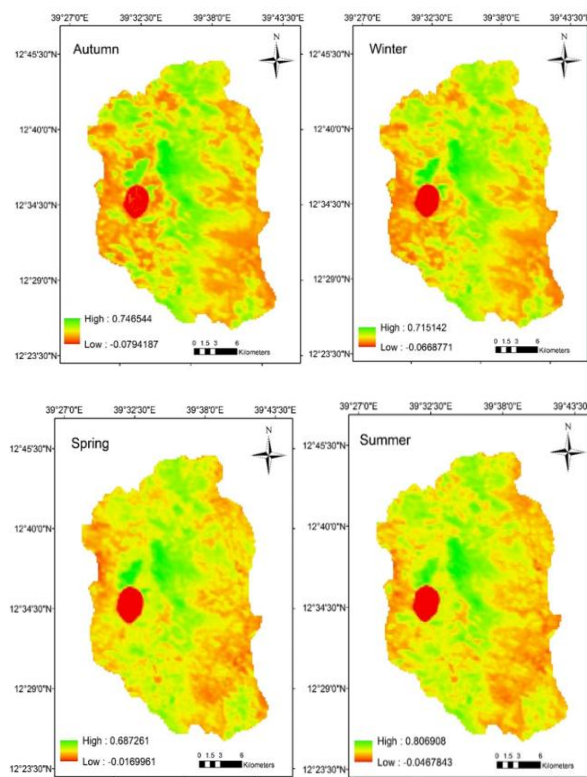 39°27'0"E 39°32'30"E 39°38'0"E 39°43'30"E
12°45'30"N
12°40'0"N
12°34'30"N
12°29'0"N
12°23'30"N
Autumn
N
High : 0.746544
Low : -0.0794187
0 1.5 3 6
Kilometers
39°27'0"E 39°32'30"E 39°38'0"E 39°43'30"E
12°45'30"N
12°40'0"N
12°34'30"N
12°29'0"N
12°23'30"N
Winter
N
High : 0.715142
Low : -0.0668771
0 1.5 3 6
Kilometers
39°27'0"E 39°32'30"E 39°38'0"E 39°43'30"E
12°45'30"N
12°40'0"N
12°34'30"N
12°29'0"N
12°23'30"N
Spring
N
High : 0.687261
Low : -0.0169961
0 1.5 3 6
Kilometers
39°27'0"E 39°32'30"E 39°38'0"E 39°43'30"E
12°45'30"N
12°40'0"N
12°34'30"N
12°29'0"N
12°23'30"N
Summer
N
High : 0.806908
Low : -0.0467843
0 1.5 3 6
Kilometers